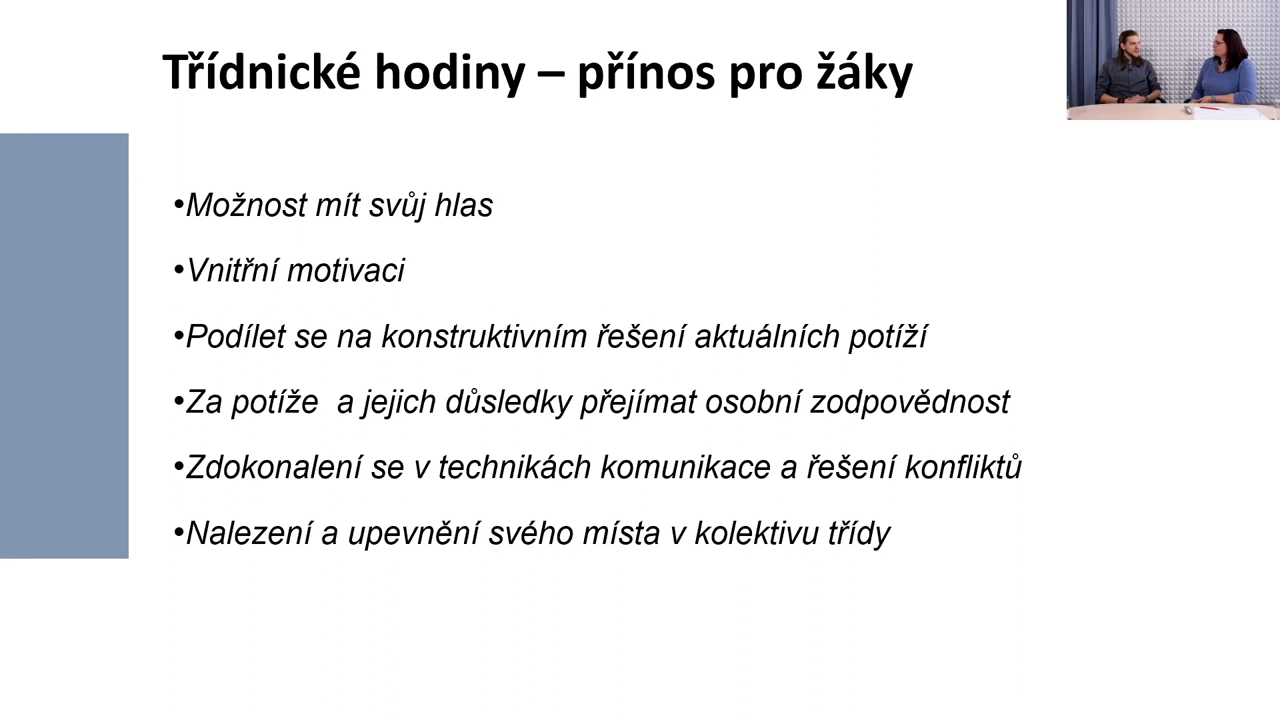 Třídnické hodiny – přínos pro žáky
•Možnost mít svůj hlas
•Vnitřní motivaci
•Podílet se na konstruktivním řešení aktuálních potíží
•Za potíže  a jejich důsledky přejímat osobní zodpovědnost
•Zdokonalení se v technikách komunikace a řešení konfliktů
•Nalezení a upevnění svého místa v kolektivu třídy